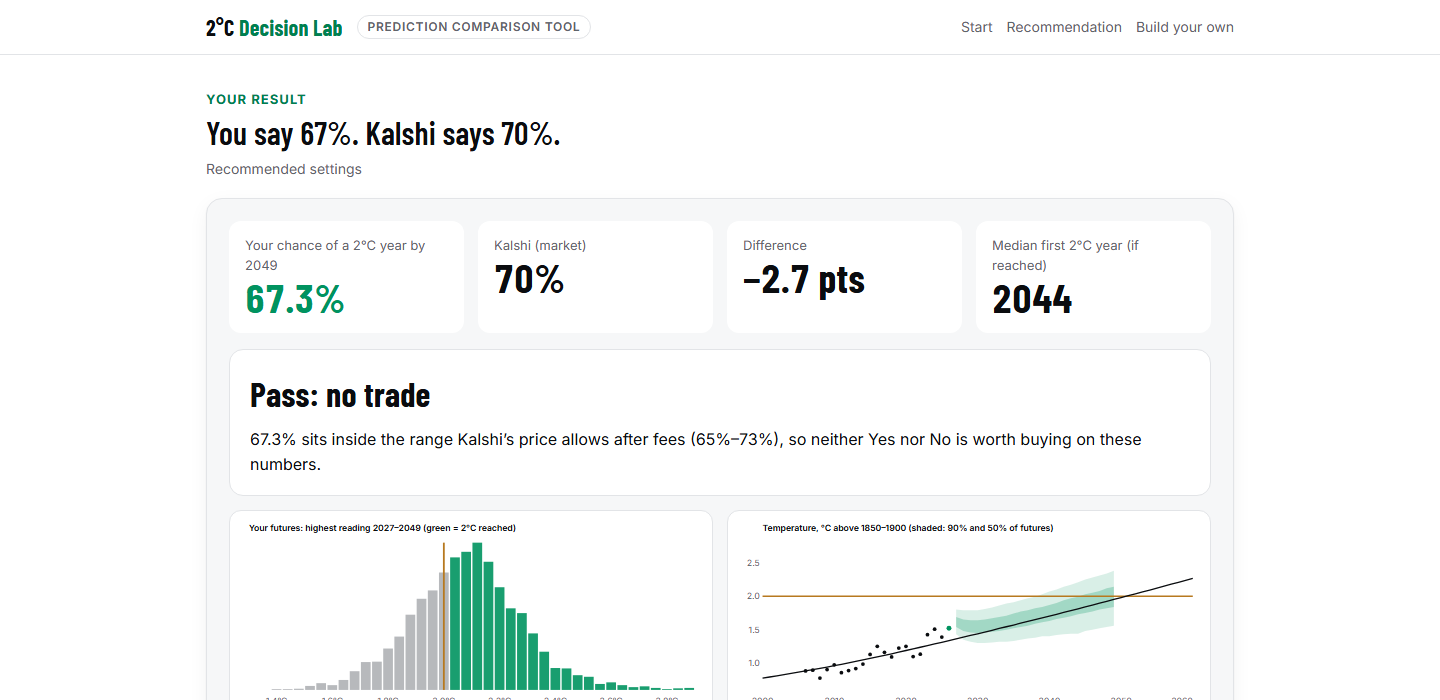 2°C Decision Lab PREDICTION COMPARISON TOOL Start Recommendation Build your own
YOUR RESULT
You say 67%. Kalshi says 70%.
Recommended settings
Your chance of a 2°C year by
2049
67.3%
Kalshi (market)
70%
Difference
−2.7 pts
Median first 2°C year (if
reached)
2044
Pass: no trade
67.3% sits inside the range Kalshi’s price allows after fees (65%–73%), so neither Yes nor No is worth buying on these
numbers.
Your futures: highest reading 2027–2049 (green = 2°C reached)
Temperature, °C above 1850–1900 (shaded: 90% and 50% of futures)
2.5
2.0
1.5
1.0